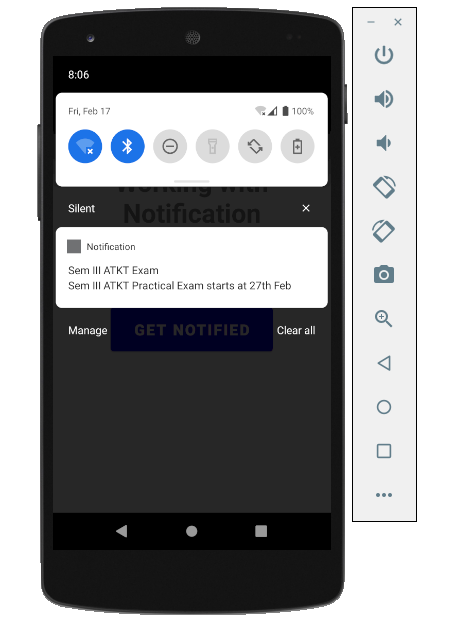 8:06
Fri, Feb 17
100%
Working with
Notification
Silent
Notification
Sem III ATKT Exam
Sem III ATKT Practical Exam starts at 27th Feb
Manage
GET NOTIFIED
Clear all